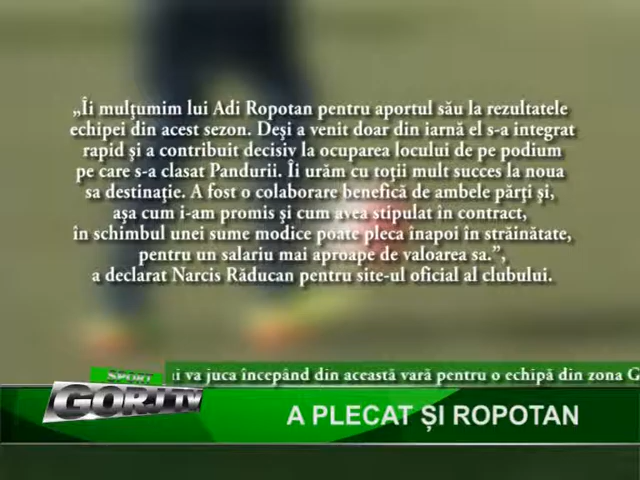 „Îi mulţumim lui Adi Ropotan pentru aportul său la rezultatele
echipei din acest sezon. Deşi a venit doar din iarnă el s-a integrat
rapid şi a contribuit decisiv la ocuparea locului de pe podium
pe care s-a clasat Pandurii. Îi urăm cu toţii mult succes la noua
sa destinaţie. A fost o colaborare benefică de ambele părţi şi,
aşa cum i-am promis şi cum avea stipulat în contract,
în schimbul unei sume modice poate pleca înapoi în străinătate,
pentru un salariu mai aproape de valoarea sa.”,
a declarat Narcis Răducan pentru site-ul oficial al clubului.
SPORT
va juca începând din această vară pentru o echipă din zona G
GORJ TV
A PLECAT ȘI ROPOTAN